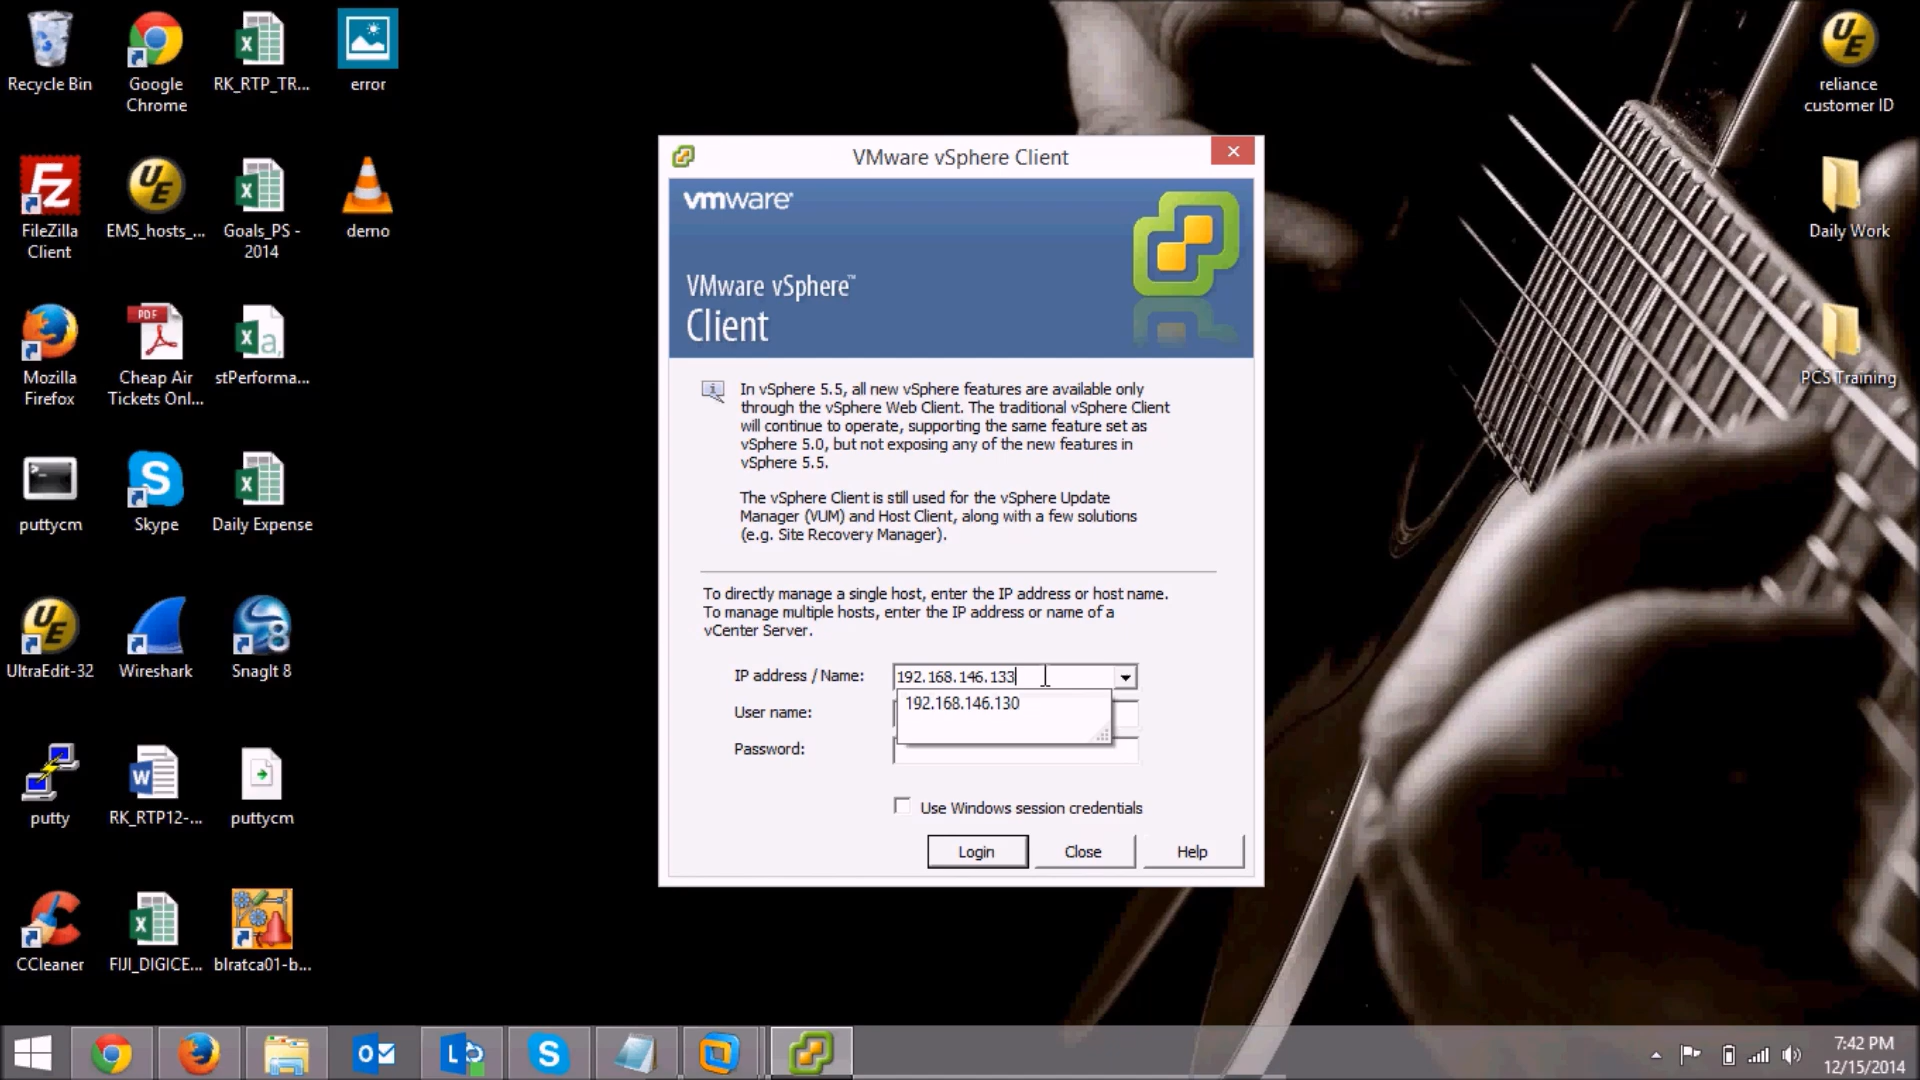 Recycle Bin
Google
Chrome
RK_RTP_TR...
error
FileZilla
Client
EMS_hosts_...
Goals_PS -
2014
demo
Mozilla
Firefox
PDF
Cheap Air
Tickets Onl...
stPerforma...
puttycm
Skype
Daily Expense
UltraEdit-32
Wireshark
SnagIt 8
putty
RK_RTP12-...
puttycm
CCleaner
FIJI_DIGICE...
blratca01-b...
VMware vSphere Client
vmware®
VMware vSphere™
Client
In vSphere 5.5, all new vSphere features are available only
through the vSphere Web Client. The traditional vSphere Client
will continue to operate, supporting the same feature set as
vSphere 5.0, but not exposing any of the new features in
vSphere 5.5.
The vSphere Client is still used for the vSphere Update
Manager (VUM) and Host Client, along with a few solutions
(e.g. Site Recovery Manager).
To directly manage a single host, enter the IP address or host name.
To manage multiple hosts, enter the IP address or name of a
vCenter Server.
IP address / Name:
192.168.146.133
192.168.146.130
User name:
Password:
Use Windows session credentials
Login
Close
Help
reliance
customer ID
Daily Work
PCS Training
7:42 PM
12/15/2014